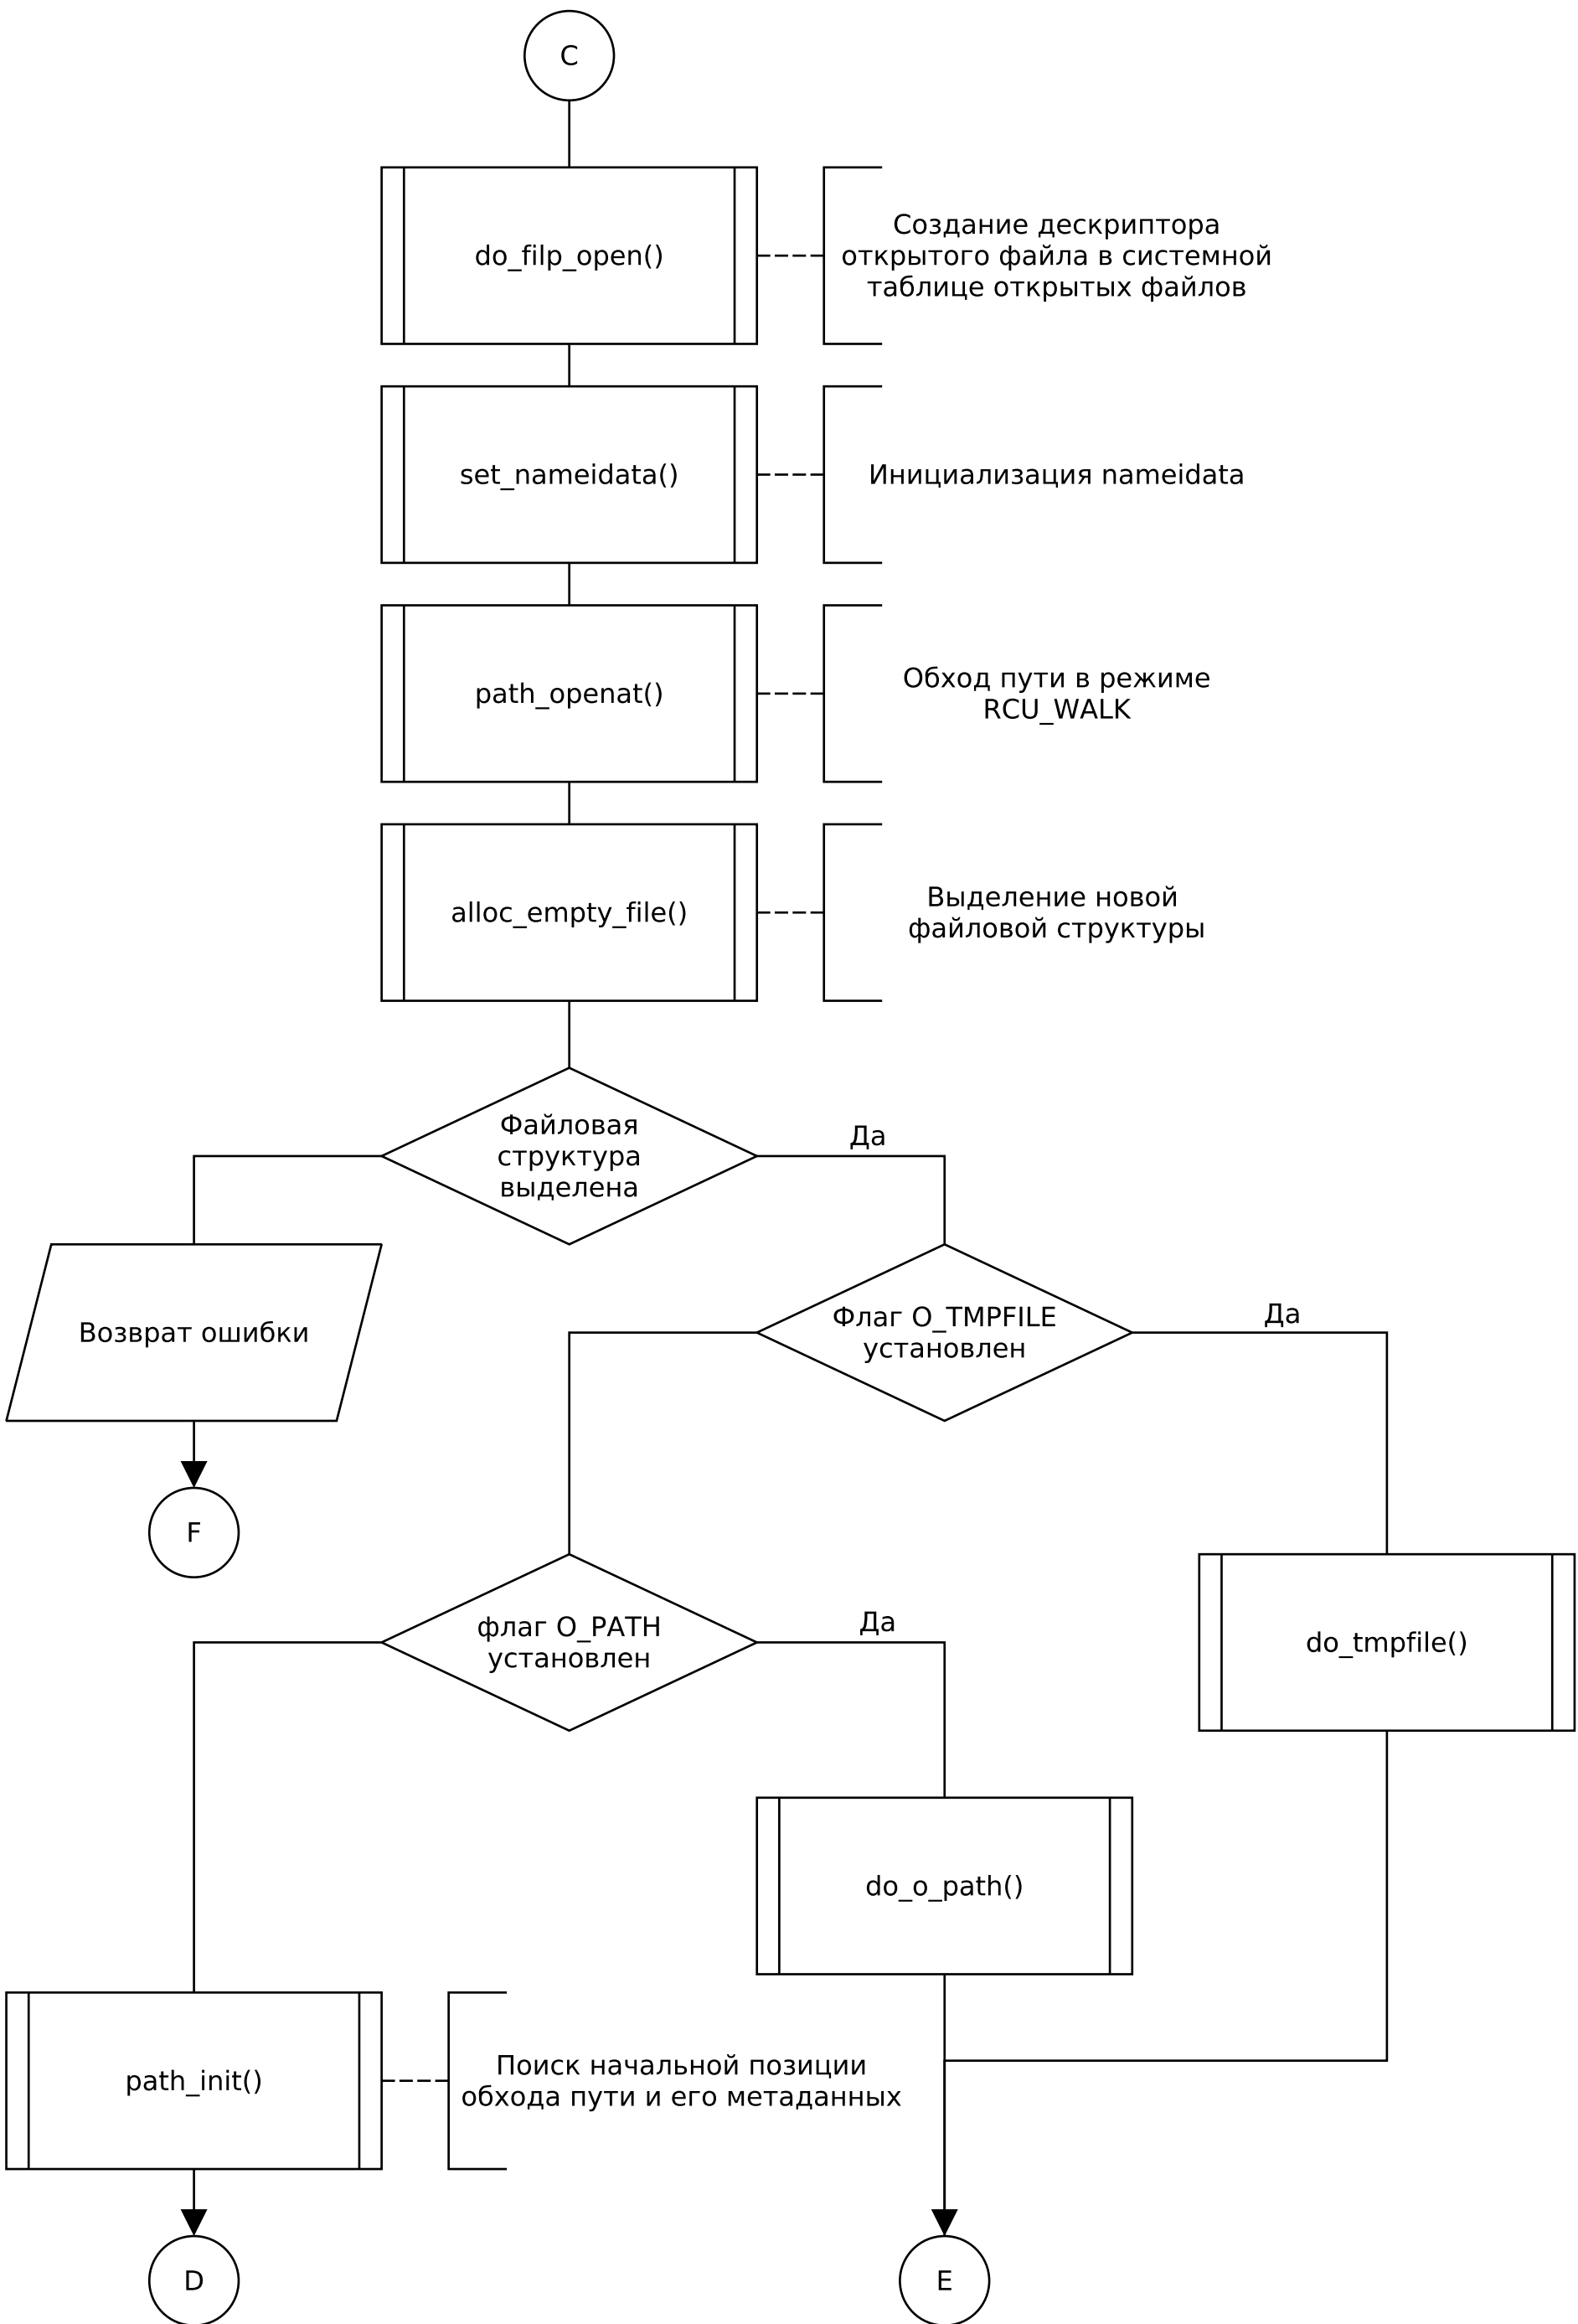 C
do_filp_open()
Создание дескриптора
открытого файла в системной
таблице открытых файлов
set_nameidata()
Инициализация nameidata
path_openat()
Обход пути в режиме
RCU_WALK
alloc_empty_file()
Выделение новой
файловой структуры
Файловая
структура
выделена
Да
Возврат ошибки
Флаг O_TMPFILE
установлен
Да
F
флаг O_PATH
установлен
Да
do_tmpfile()
do_o_path()
path_init()
Поиск начальной позиции
обхода пути и его метаданных
D
E